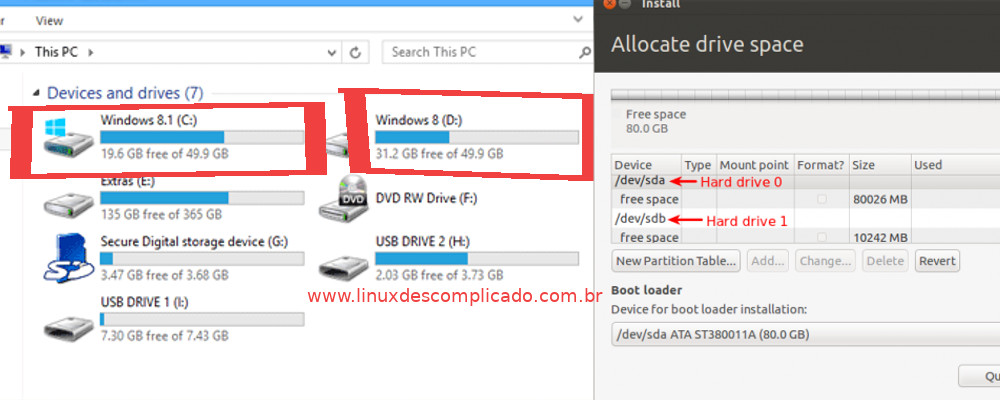 View
This PC
Search This PC
Devices and drives (7)
Windows 8.1 (C:)
19.6 GB free of 49.9 GB
Windows 8 (D:)
31.2 GB free of 49.9 GB
Extras (E:)
135 GB free of 365 GB
DVD
DVD RW Drive (F:)
Secure Digital storage device (G:)
3.47 GB free of 3.68 GB
USB DRIVE 2 (H:)
2.03 GB free of 3.73 GB
USB DRIVE 1 (I:)
7.30 GB free of 7.43 GB
www.linuxdescomplicado.com.br
Install
Allocate drive space
Free space
80.0 GB
Device Type Mount point Format? Size Used
/dev/sda Hard drive 0
free space 80026 MB
/dev/sdb Hard drive 1
free space 10242 MB
New Partition Table... Add... Change... Delete Revert
Boot loader
Device for boot loader installation:
/dev/sda ATA ST380011A (80.0 GB)